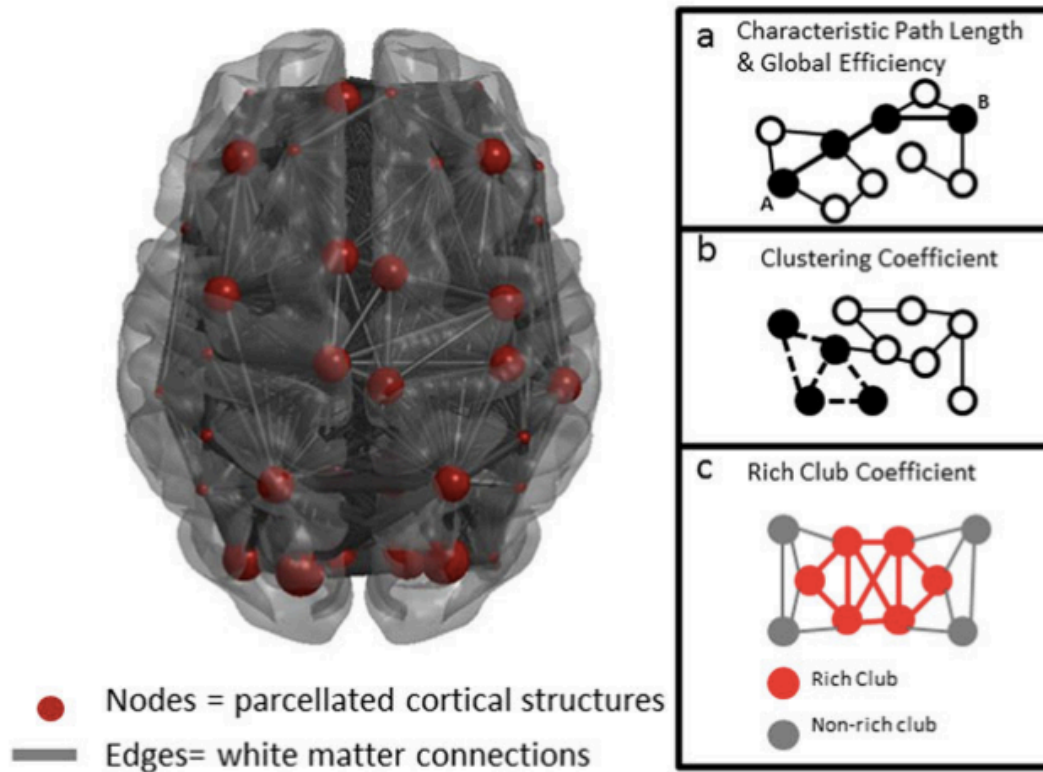 a Characteristic Path Length
& Global Efficiency
B
A
b Clustering Coefficient
c Rich Club Coefficient
Rich Club
Non-rich club
Nodes = parcellated cortical structures
Edges= white matter connections